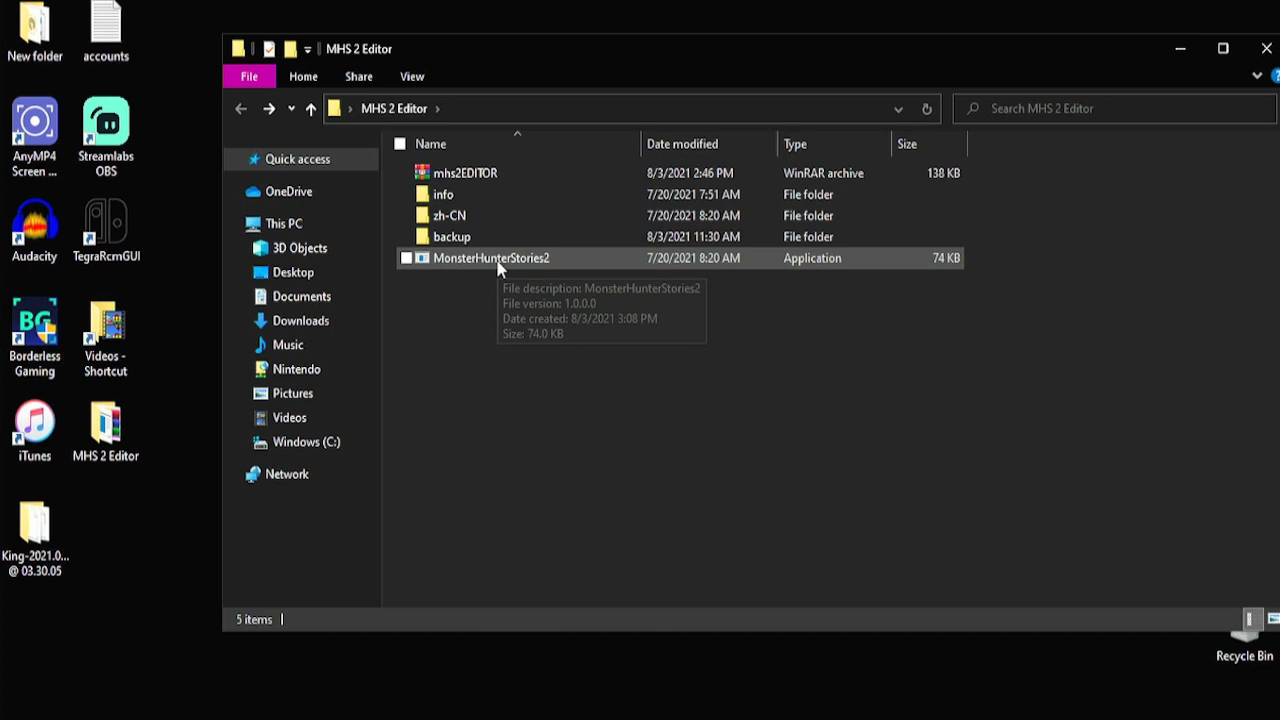 New folder
accounts
AnyMP4
Screen ...
Streamlabs
OBS
Audacity
TegraRcmGUI
BG
Borderless
Gaming
Videos -
Shortcut
iTunes
MHS 2 Editor
King-2021.0...
@ 03.30.05
MHS 2 Editor
File
Home
Share
View
?
MHS 2 Editor
Search MHS 2 Editor
Quick access
OneDrive
This PC
3D Objects
Desktop
Documents
Downloads
Music
Nintendo
Pictures
Videos
Windows (C:)
Network
Name
Date modified
Type
Size
mhs2EDITOR
8/3/2021 2:46 PM
WinRAR archive
138 KB
info
7/20/2021 7:51 AM
File folder
zh-CN
7/20/2021 8:20 AM
File folder
backup
8/3/2021 11:30 AM
File folder
MonsterHunterStories2
7/20/2021 8:20 AM
Application
74 KB
File description: MonsterHunterStories2
File version: 1.0.0.0
Date created: 8/3/2021 3:08 PM
Size: 74.0 KB
5 items
Recycle Bin